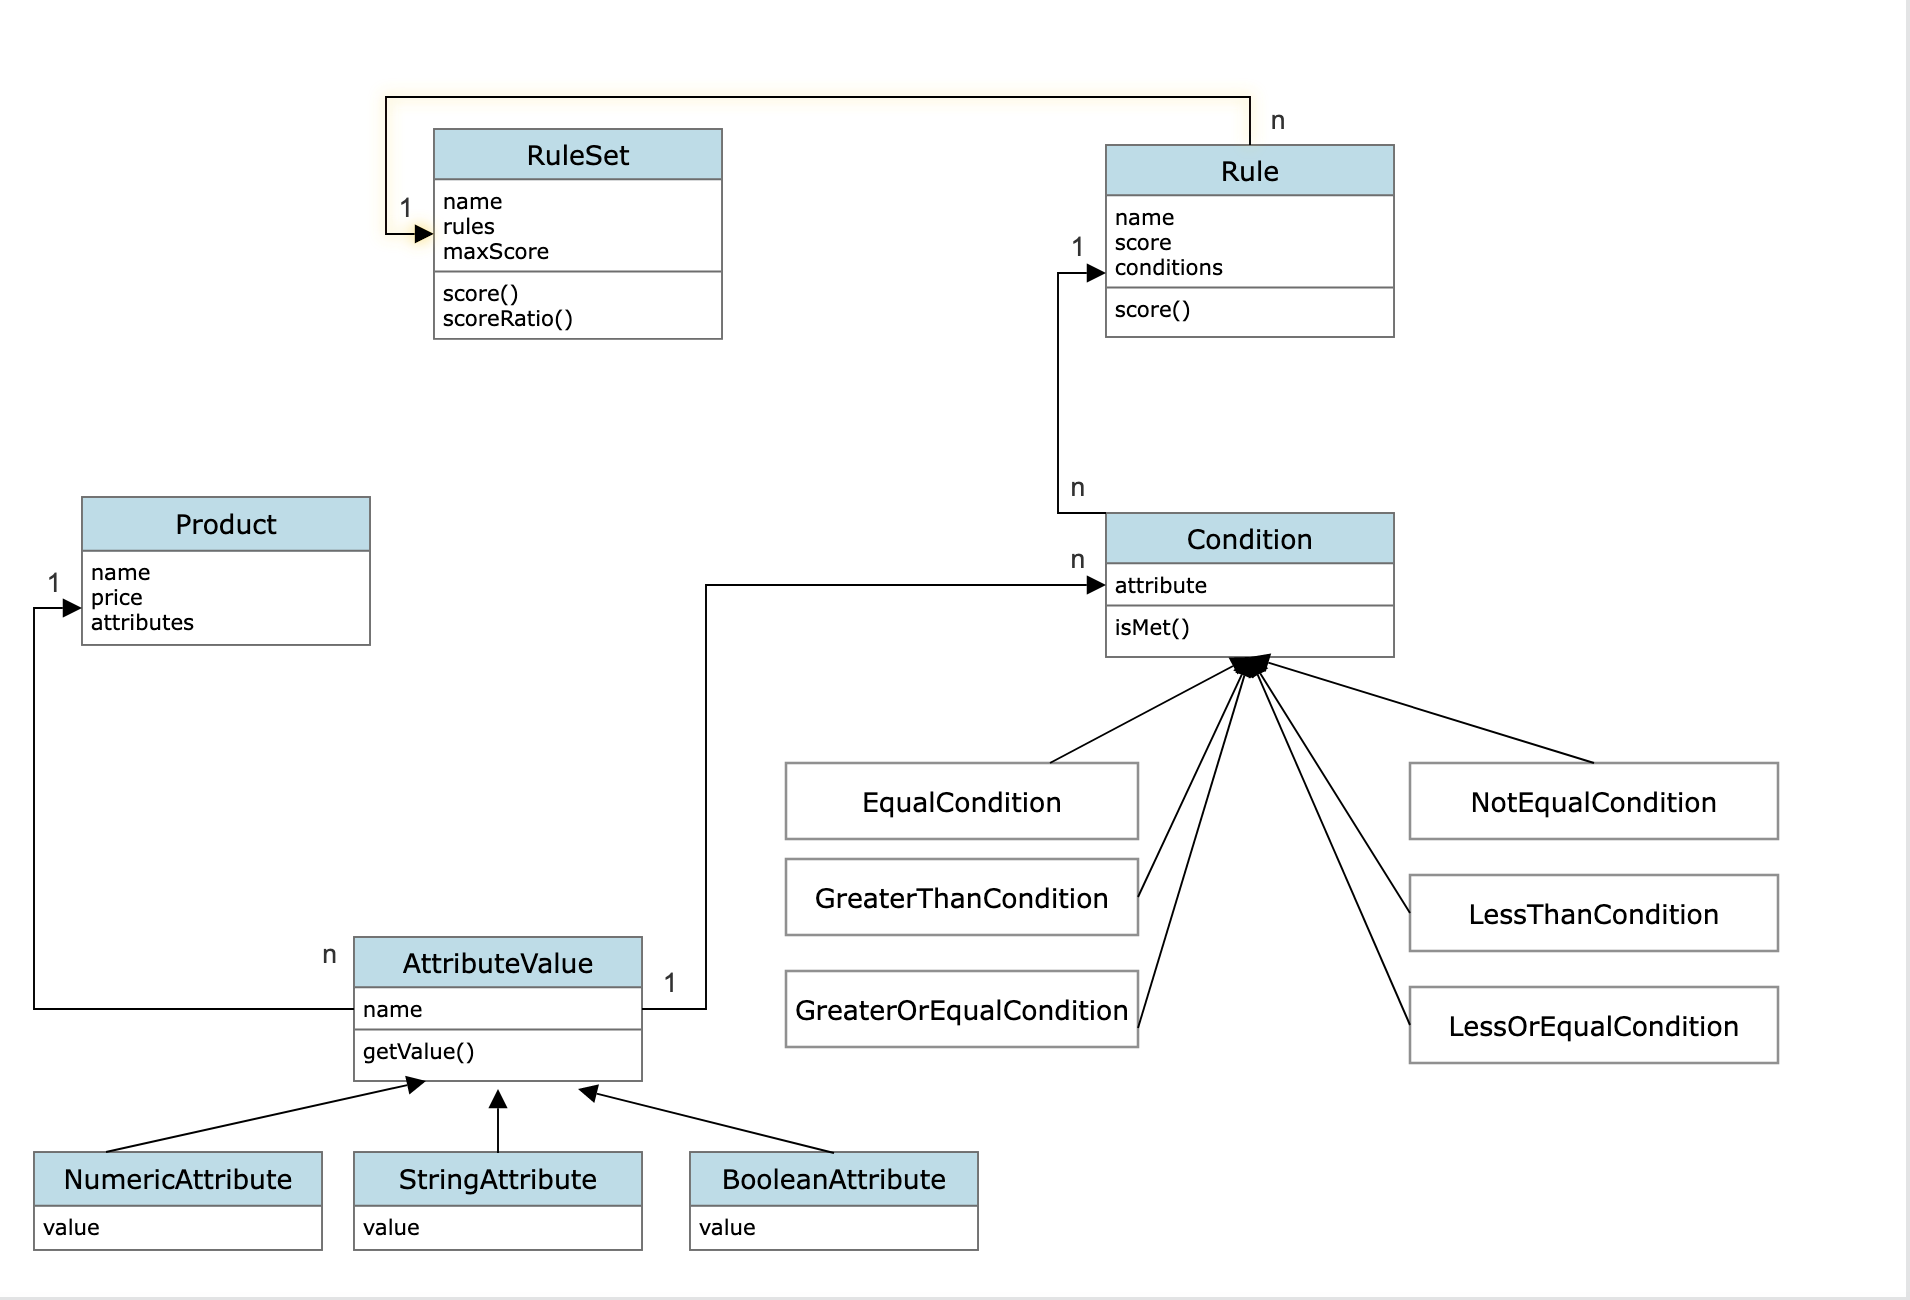 n
RuleSet
1
name
rules
maxScore
score()
scoreRatio()
Rule
1
name
score
conditions
score()
n
Product
1
name
price
attributes
Condition
n
attribute
isMet()
EqualCondition
NotEqualCondition
GreaterThanCondition
LessThanCondition
GreaterOrEqualCondition
LessOrEqualCondition
n
AttributeValue
1
name
getValue()
NumericAttribute
value
StringAttribute
value
BooleanAttribute
value